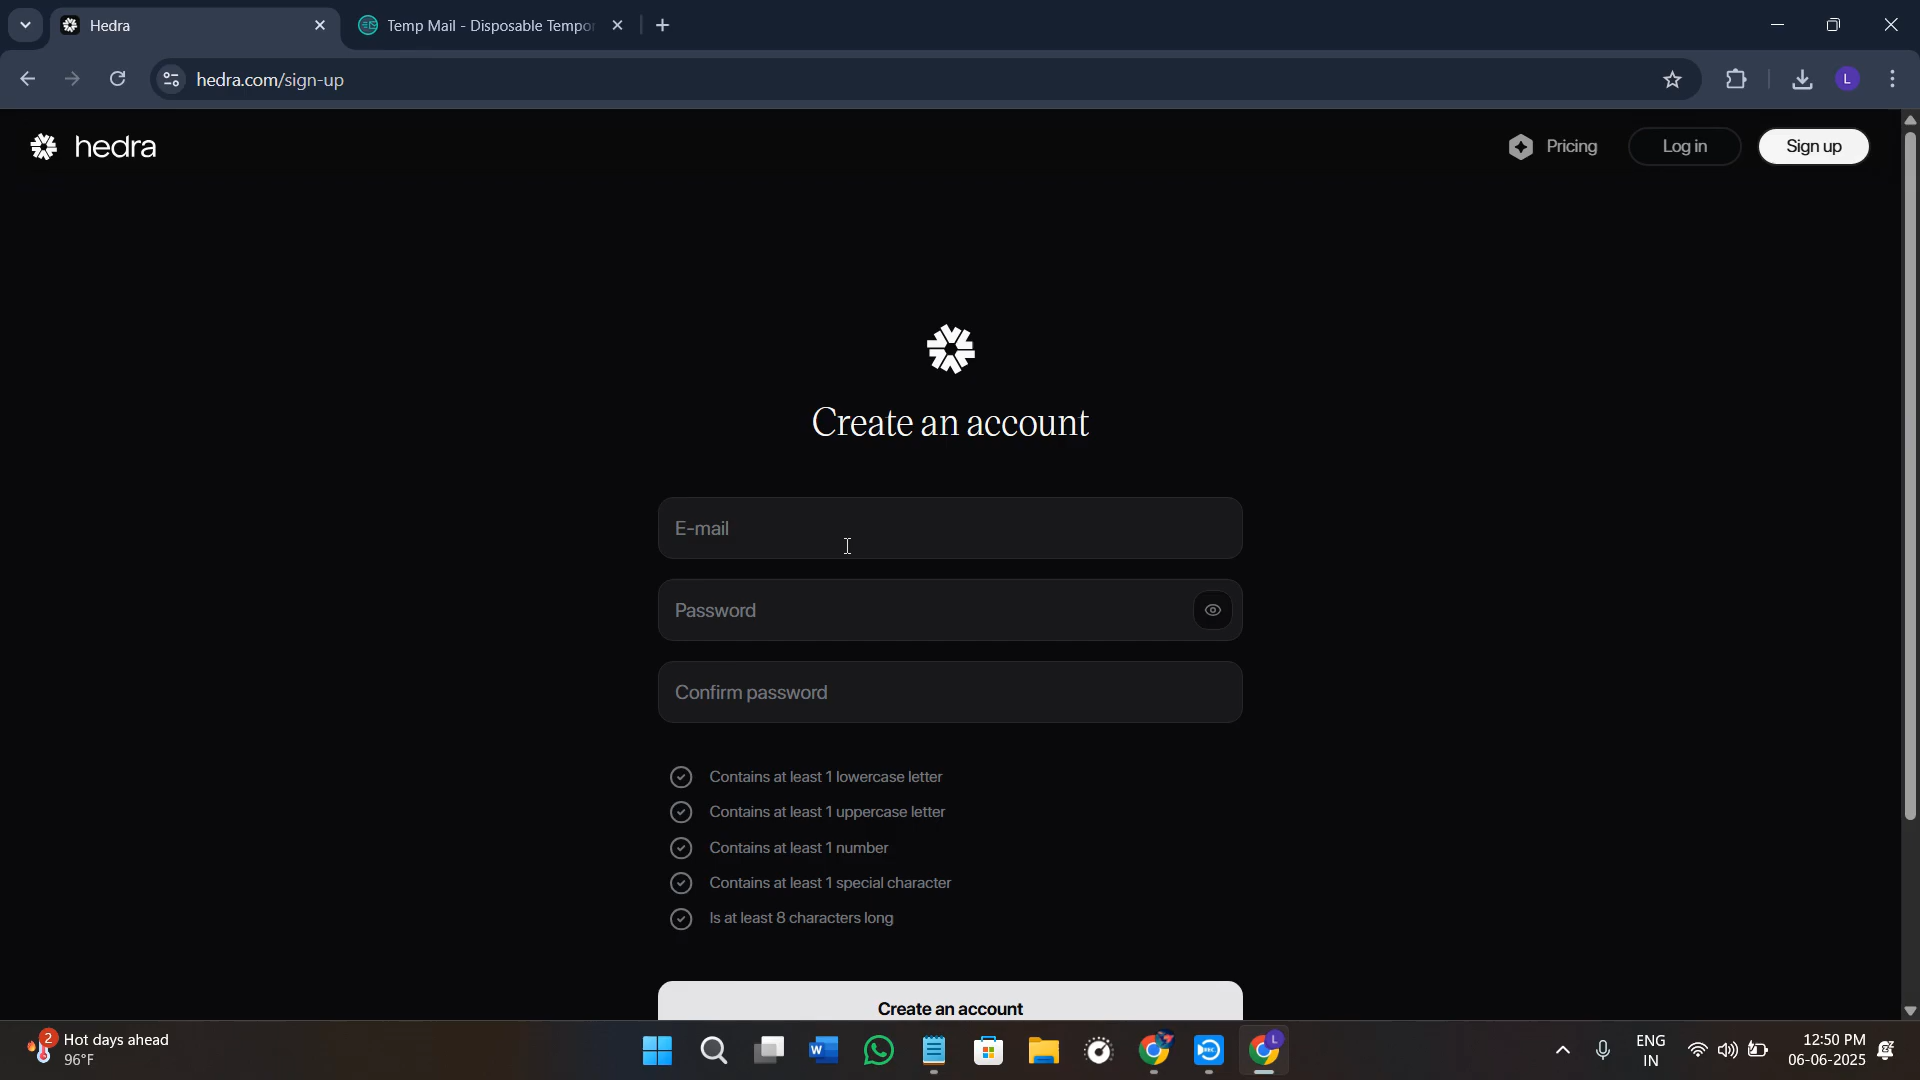 Hedra
Temp Mail - Disposable Tempo
hedra.com/sign-up
L
hedra
Pricing
Log in
Sign up
Create an account
E-mail
Password
Confirm password
Contains at least 1 lowercase letter
Contains at least 1 uppercase letter
Contains at least 1 number
Contains at least 1 special character
Is at least 8 characters long
Create an account
2
Hot days ahead
96°F
W
L
ENG
IN
12:50 PM
06-06-2025